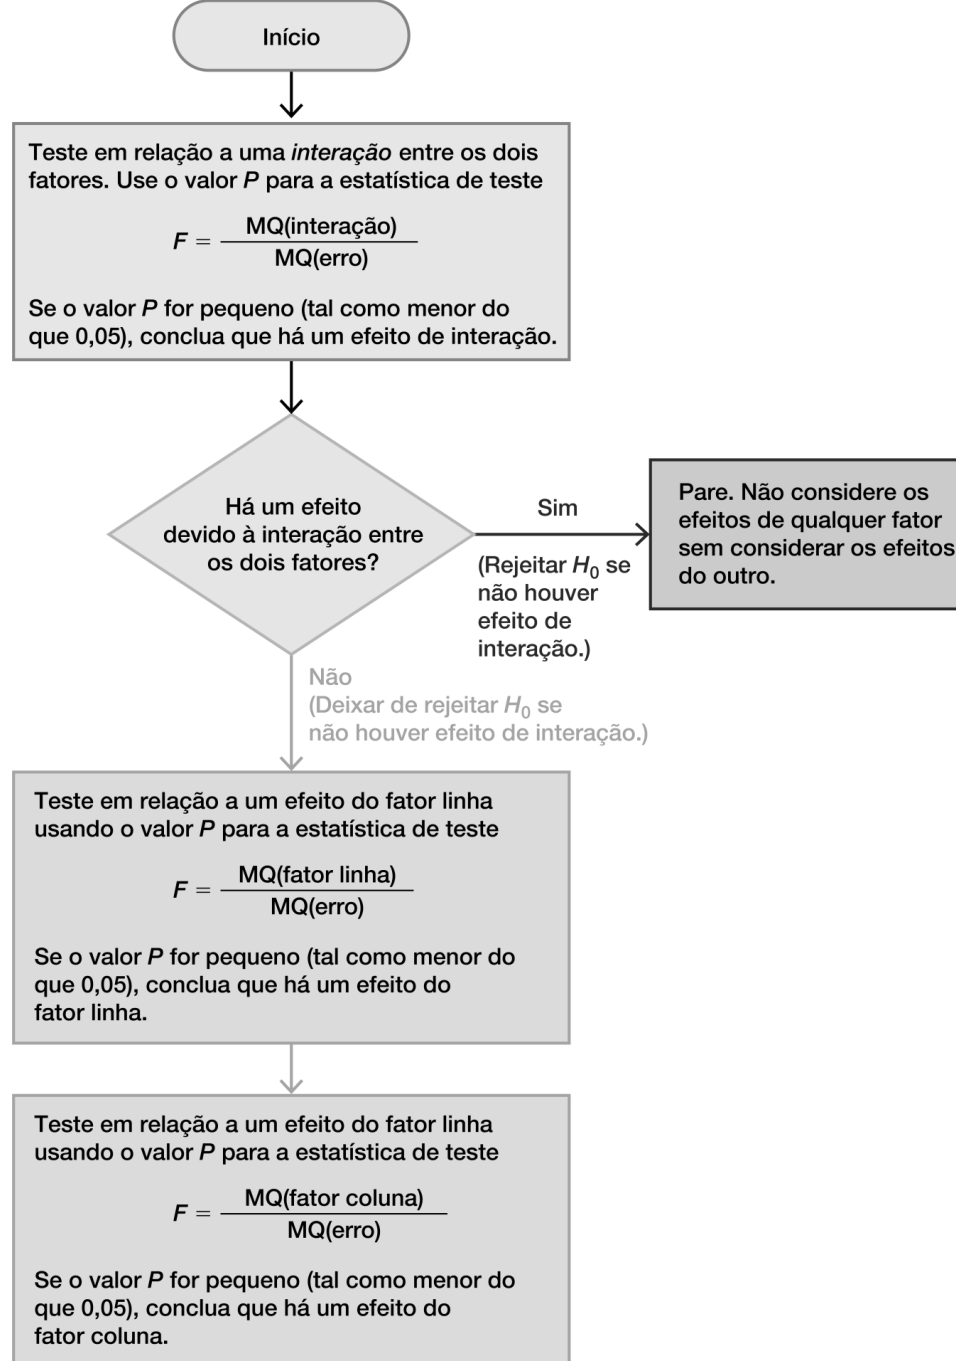 Início
Teste em relação a uma interação entre os dois
fatores. Use o valor P para a estatística de teste
F = MQ(interação)
MQ(erro)
Se o valor P for pequeno (tal como menor do
que 0,05), conclua que há um efeito de interação.
Há um efeito
devido à interação entre
os dois fatores?
Sim
(Rejeitar H₀ se
não houver
efeito de
interação.)
Pare. Não considere os
efeitos de qualquer fator
sem considerar os efeitos
do outro.
Não
(Deixar de rejeitar H₀ se
não houver efeito de interação.)
Teste em relação a um efeito do fator linha
usando o valor P para a estatística de teste
F = MQ(fator linha)
MQ(erro)
Se o valor P for pequeno (tal como menor do
que 0,05), conclua que há um efeito do
fator linha.
Teste em relação a um efeito do fator linha
usando o valor P para a estatística de teste
F = MQ(fator coluna)
MQ(erro)
Se o valor P for pequeno (tal como menor do
que 0,05), conclua que há um efeito do
fator coluna.